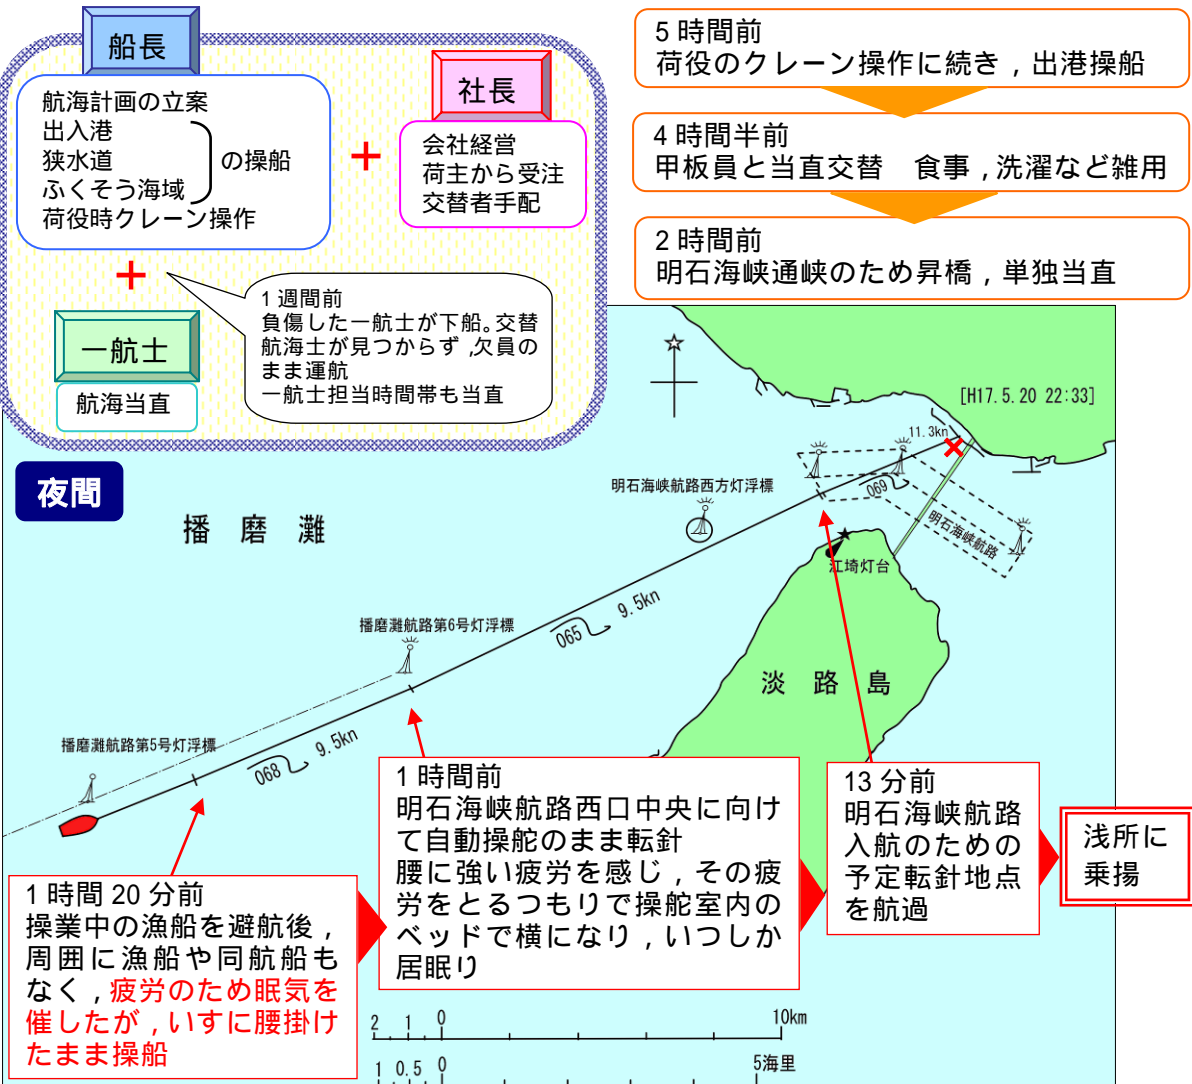 船長
航海計画の立案
出入港
狭水道
ふくそう海域
の操船
荷役時クレーン操作
+
社長
会社経営
荷主から受注
交替者手配
+
一航士
航海当直
1週間前
負傷した一航士が下船。交替
航海士が見つからず,欠員の
まま運航
一航士担当時間帯も当直
5時間前
荷役のクレーン操作に続き,出港操船
4時間半前
甲板員と当直交替 食事,洗濯など雑用
2時間前
明石海峡通峡のため昇橋,単独当直
夜間
播磨灘
[H17.5.20 22:33]
11.3kn
明石海峡航路西方灯浮標
069
明石海峡航路
江埼灯台
065
9.5kn
播磨灘航路第6号灯浮標
淡路島
播磨灘航路第5号灯浮標
068
9.5kn
1時間20分前
操業中の漁船を避航後,
周囲に漁船や同航船も
なく,疲労のため眠気を
催したが,いすに腰掛け
たまま操船
1時間前
明石海峡航路西口中央に向け
て自動操舵のまま転針
腰に強い疲労を感じ,その疲
労をとるつもりで操舵室内の
ベッドで横になり,いつしか
居眠り
13分前
明石海峡航路
入航のための
予定転針地点
を航過
浅所に
乗揚
2 1 0 10km
1 0.5 0 5海里